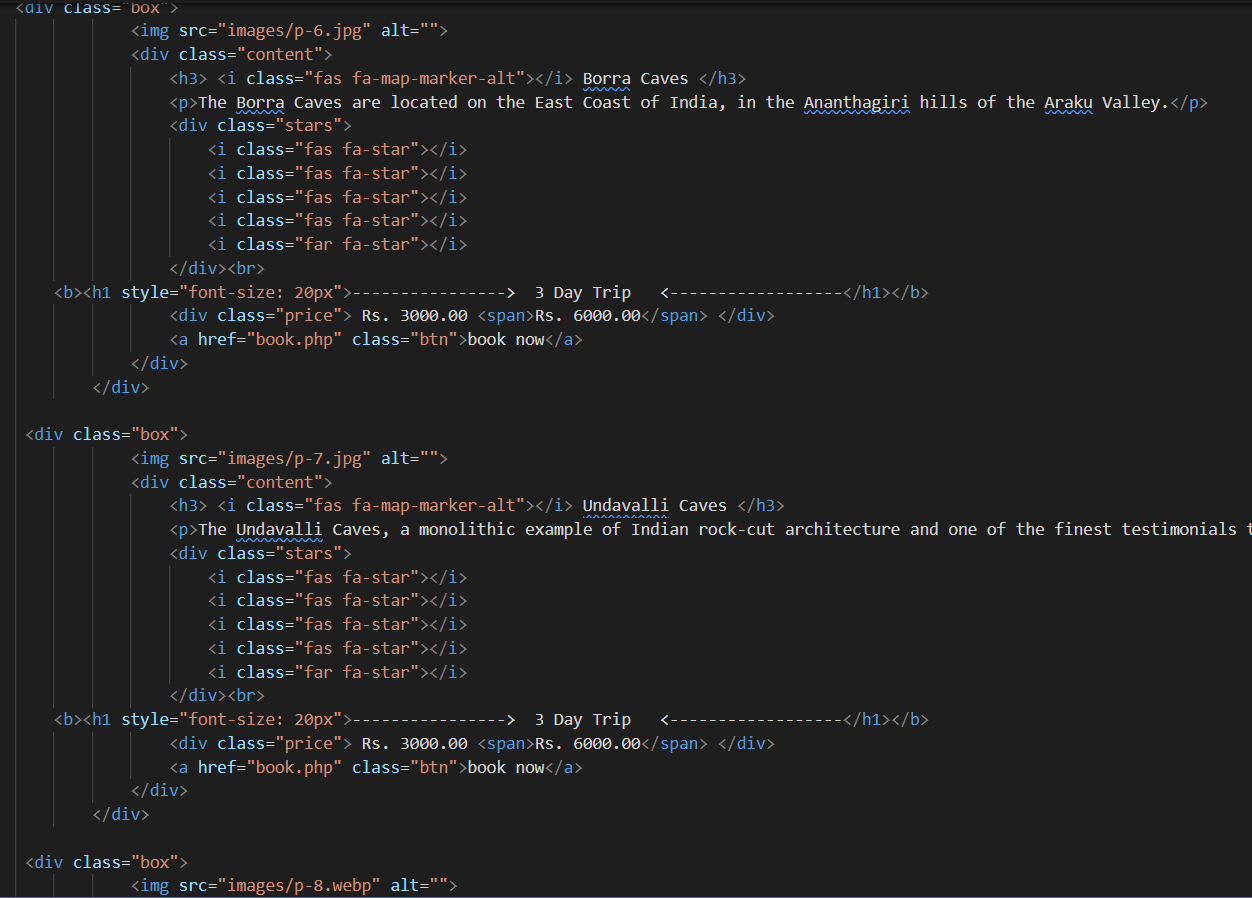 <div class="box">
<img src="images/p-6.jpg" alt="">
<div class="content">
<h3> <i class="fas fa-map-marker-alt"></i> Borra Caves </h3>
<p>The Borra Caves are located on the East Coast of India, in the Ananthagiri hills of the Araku Valley.</p>
<div class="stars">
<i class="fas fa-star"></i>
<i class="fas fa-star"></i>
<i class="fas fa-star"></i>
<i class="fas fa-star"></i>
<i class="far fa-star"></i>
</div><br>
<b><h1 style="font-size: 20px">----------------> 3 Day Trip <------------------</h1></b>
<div class="price"> Rs. 3000.00 <span>Rs. 6000.00</span> </div>
<a href="book.php" class="btn">book now</a>
</div>
</div>
<div class="box">
<img src="images/p-7.jpg" alt="">
<div class="content">
<h3> <i class="fas fa-map-marker-alt"></i> Undavalli Caves </h3>
<p>The Undavalli Caves, a monolithic example of Indian rock-cut architecture and one of the finest testimonials t
<div class="stars">
<i class="fas fa-star"></i>
<i class="fas fa-star"></i>
<i class="fas fa-star"></i>
<i class="fas fa-star"></i>
<i class="far fa-star"></i>
</div><br>
<b><h1 style="font-size: 20px">----------------> 3 Day Trip <------------------</h1></b>
<div class="price"> Rs. 3000.00 <span>Rs. 6000.00</span> </div>
<a href="book.php" class="btn">book now</a>
</div>
</div>
<div class="box">
<img src="images/p-8.webp" alt="">